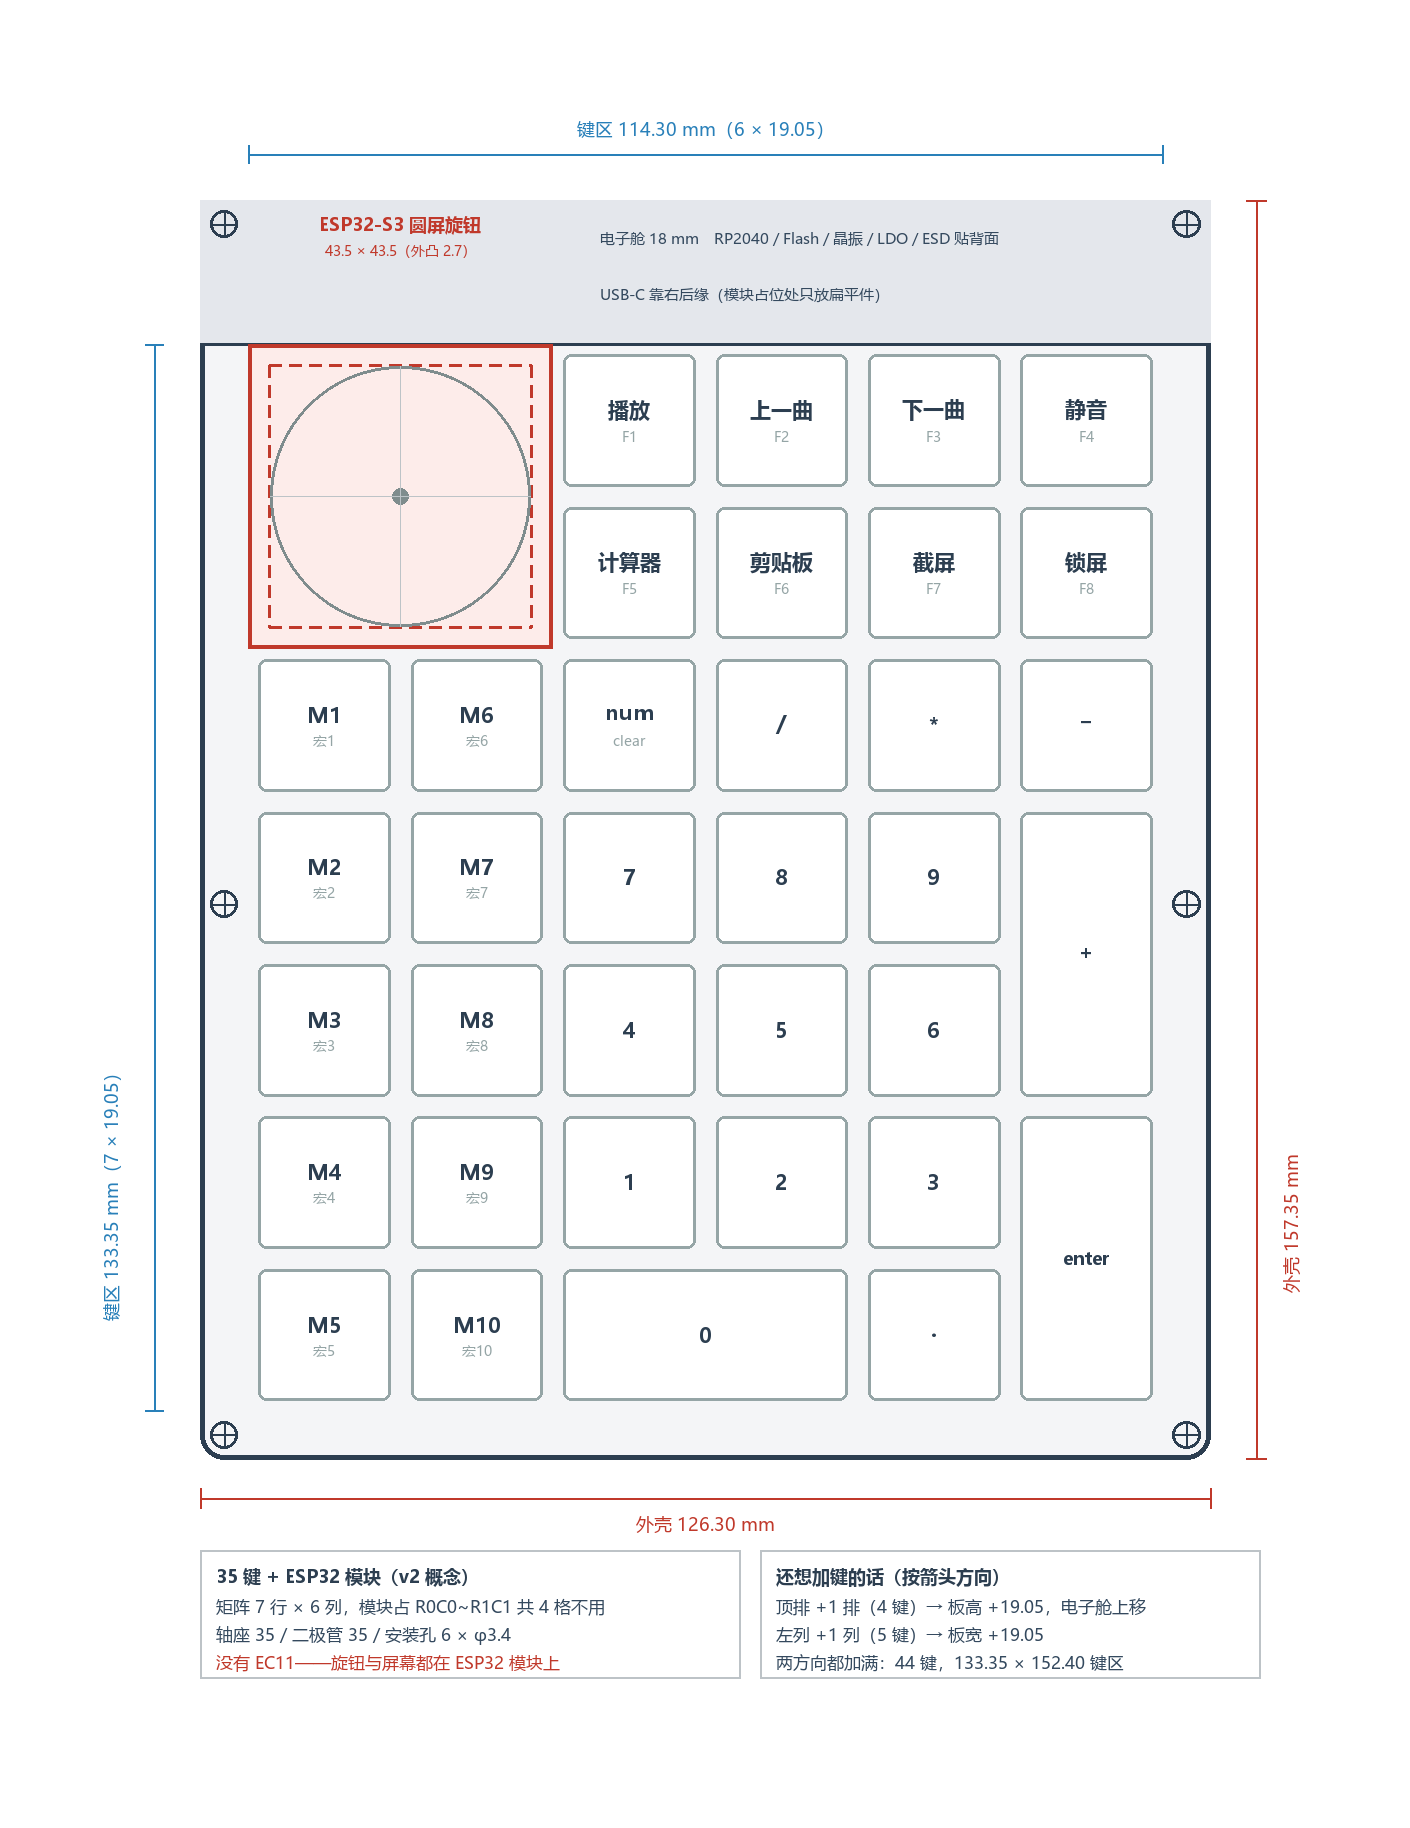 键区 114.30 mm（6 × 19.05）
ESP32-S3 圆屏旋钮
43.5 × 43.5（外凸 2.7）
电子舱 18 mm RP2040 / Flash / 晶振 / LDO / ESD 贴背面
USB-C 靠右后缘（模块占位处只放扁平件）
播放
F1
上一曲
F2
下一曲
F3
静音
F4
计算器
F5
剪贴板
F6
截屏
F7
锁屏
F8
M1
宏1
M6
宏6
num
clear
/
*
−
M2
宏2
M7
宏7
7
8
9
+
M3
宏3
M8
宏8
4
5
6
M4
宏4
M9
宏9
1
2
3
enter
M5
宏5
M10
宏10
0
.
键区 133.35 mm（7 × 19.05）
外壳 157.35 mm
外壳 126.30 mm
35 键 + ESP32 模块（v2 概念）
矩阵 7 行 × 6 列，模块占 R0C0~R1C1 共 4 格不用
轴座 35 / 二极管 35 / 安装孔 6 × φ3.4
没有 EC11——旋钮与屏幕都在 ESP32 模块上
还想加键的话（按箭头方向）
顶排 +1 排（4 键）→ 板高 +19.05，电子舱上移
左列 +1 列（5 键）→ 板宽 +19.05
两方向都加满：44 键，133.35 × 152.40 键区